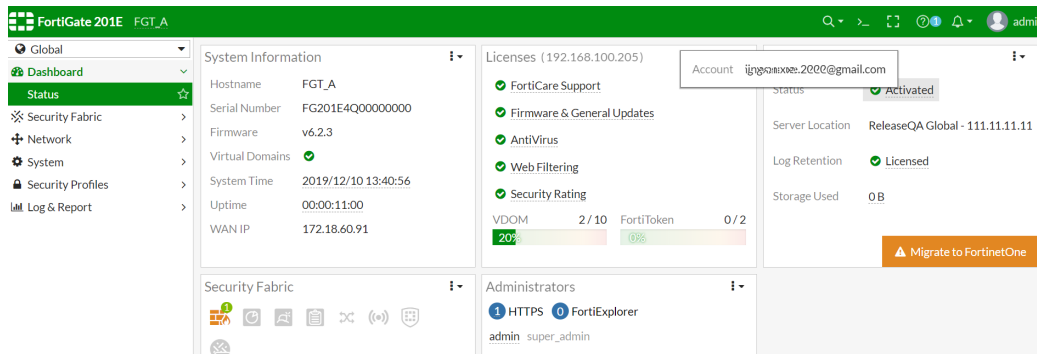 FortiGate 201E FGT_A
1
admi
Global
Dashboard
Status
Security Fabric
Network
System
Security Profiles
Log & Report
System Information
Hostname FGT_A
Serial Number FG201E4Q00000000
Firmware v6.2.3
Virtual Domains
System Time 2019/12/10 13:40:56
Uptime 00:00:11:00
WAN IP 172.18.60.91
Licenses (192.168.100.205)
FortiCare Support
Firmware & General Updates
AntiVirus
Web Filtering
Security Rating
VDOM 2 / 10 FortiToken 0 / 2
20% 0%
Account
Status Activated
Server Location ReleaseQA Global - 111.11.11.11
Log Retention Licensed
Storage Used 0 B
Migrate to FortinetOne
Security Fabric
1
Administrators
1 HTTPS 0 FortiExplorer
admin super_admin